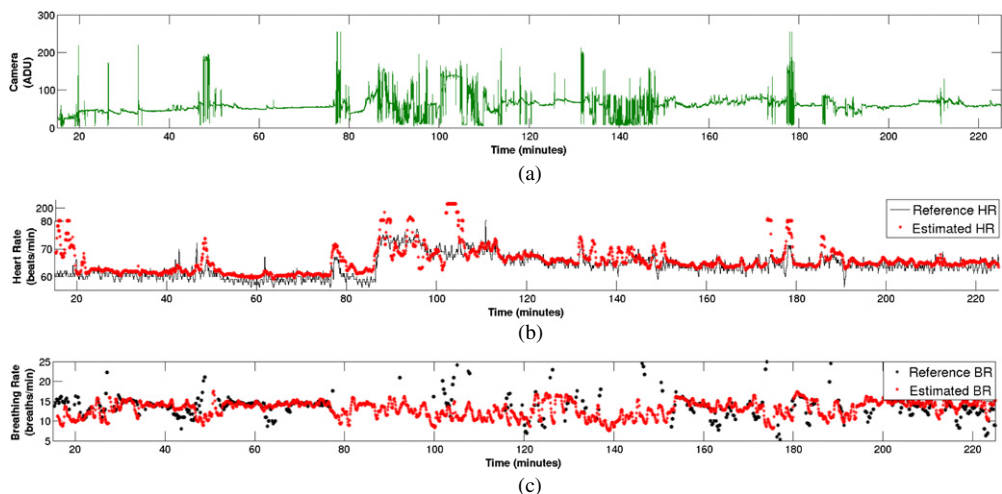 300
200
100
0
Camera
(ADU)
20 40 60 80 100 120 140 160 180 200 220
Time (minutes)
(a)
200
80
70
60
Heart Rate
(beats/min)
Reference HR
Estimated HR
20 40 60 80 100 120 140 160 180 200 220
Time (minutes)
(b)
25
20
15
10
5
Breathing Rate
(breaths/min)
Reference BR
Estimated BR
20 40 60 80 100 120 140 160 180 200 220
Time (minutes)
(c)